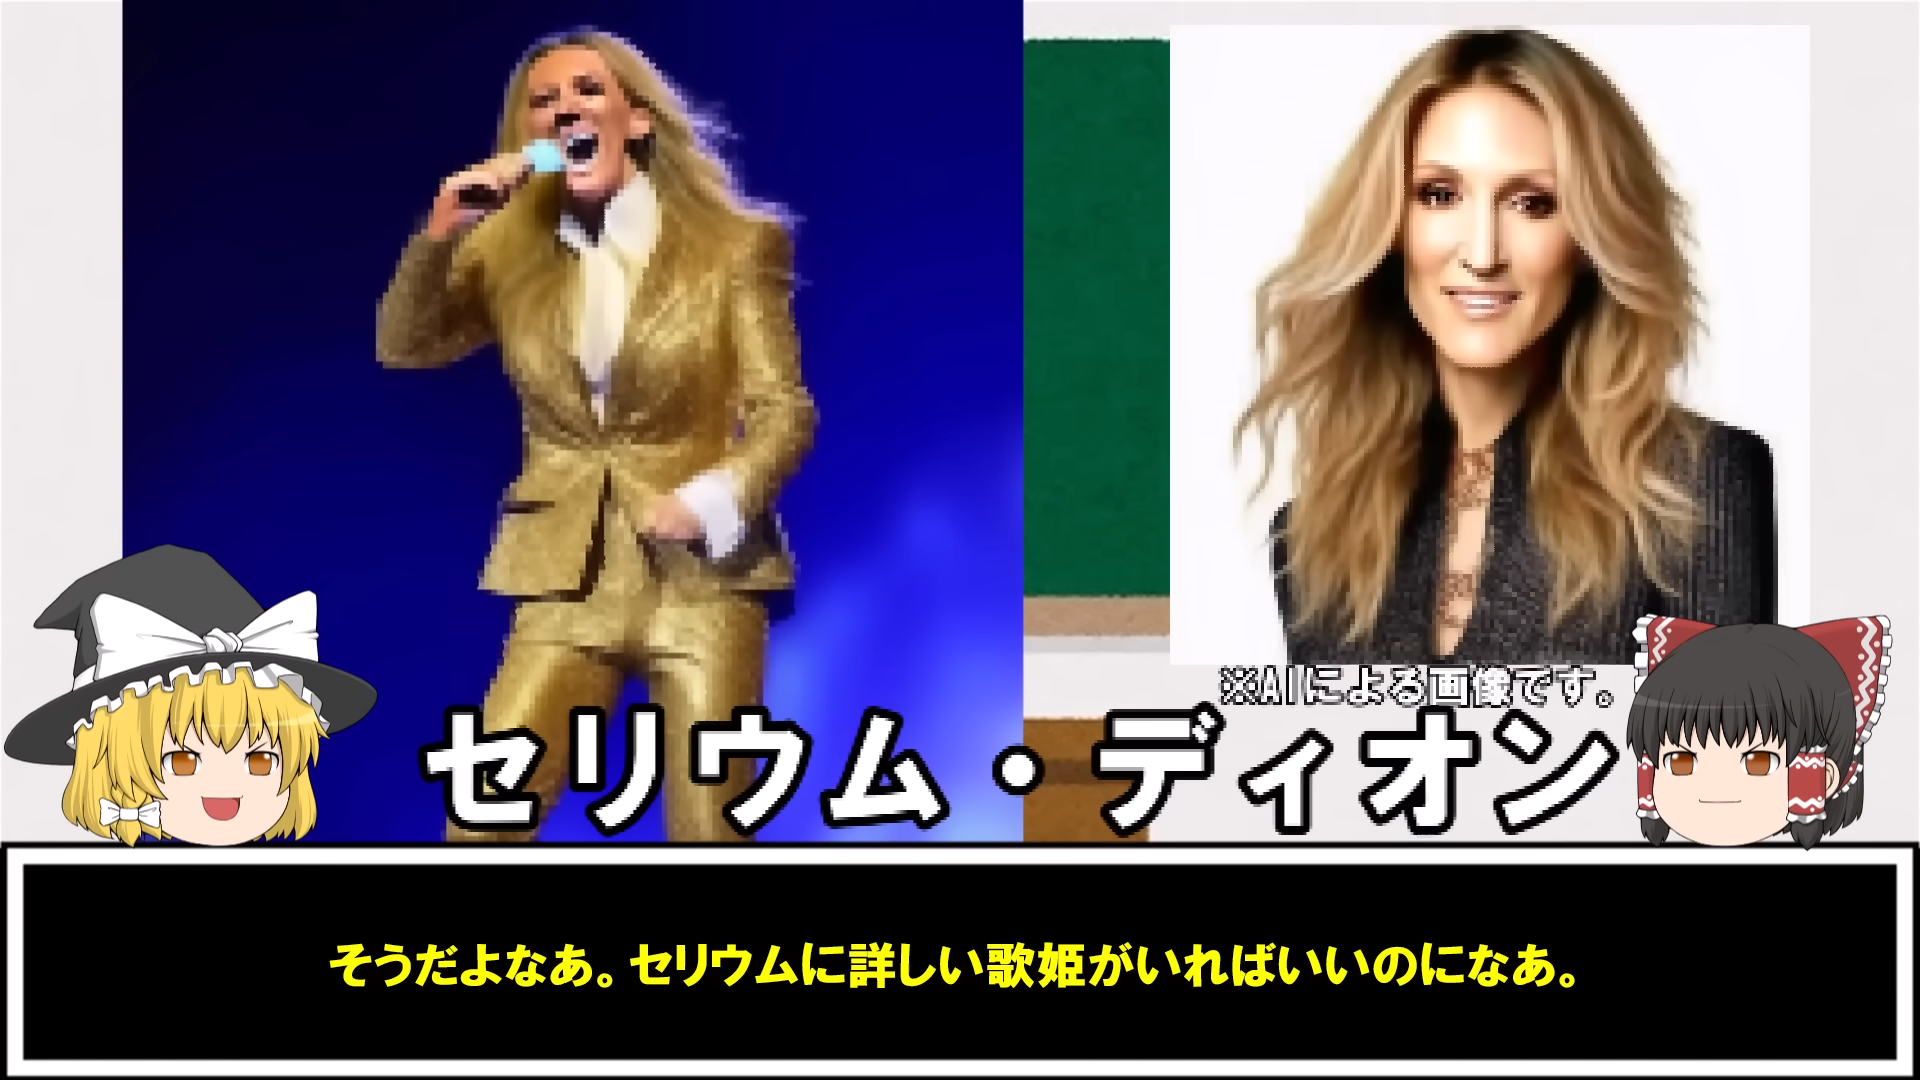 ※AIによる画像です。
セリウム・ディオン
そうだよなあ。セリウムに詳しい歌姫がいればいいのになあ。